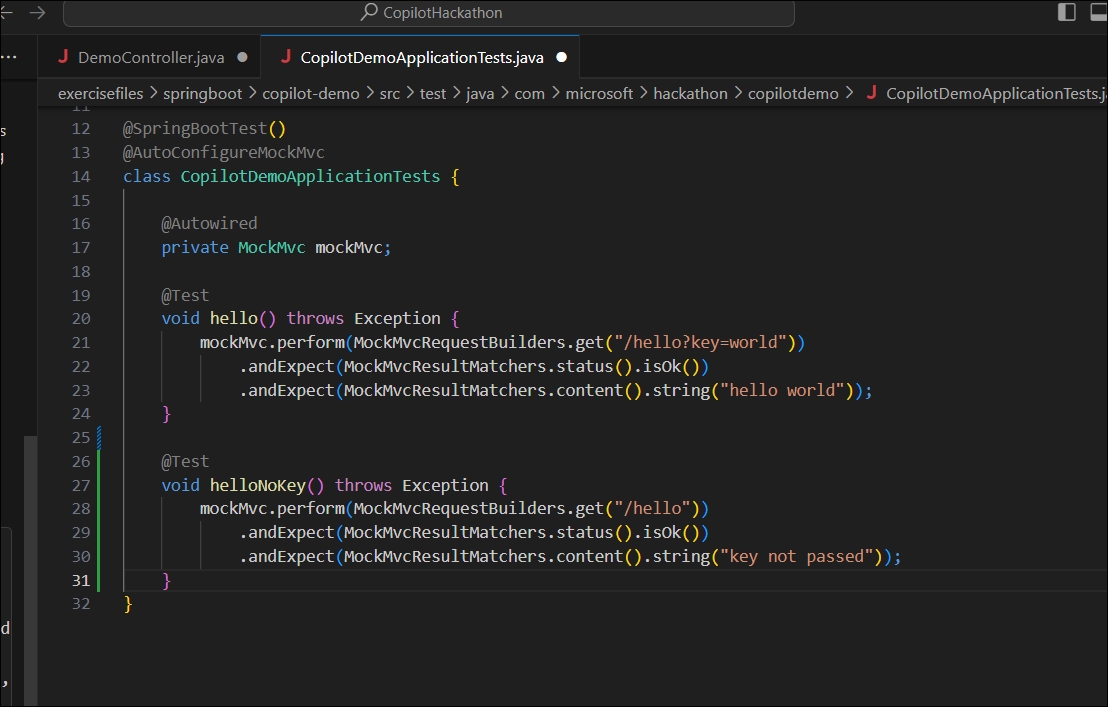 CopilotHackathon
DemoController.java
CopilotDemoApplicationTests.java
exercisefiles > springboot > copilot-demo > src > test > java > com > microsoft > hackathon > copilotdemo > CopilotDemoApplicationTests.j
11
12 @SpringBootTest()
13 @AutoConfigureMockMvc
14 class CopilotDemoApplicationTests {
15
16 @Autowired
17 private MockMvc mockMvc;
18
19 @Test
20 void hello() throws Exception {
21 mockMvc.perform(MockMvcRequestBuilders.get("/hello?key=world"))
22 .andExpect(MockMvcResultMatchers.status().isOk())
23 .andExpect(MockMvcResultMatchers.content().string("hello world"));
24 }
25
26 @Test
27 void helloNoKey() throws Exception {
28 mockMvc.perform(MockMvcRequestBuilders.get("/hello"))
29 .andExpect(MockMvcResultMatchers.status().isOk())
30 .andExpect(MockMvcResultMatchers.content().string("key not passed"));
31 }
32 }